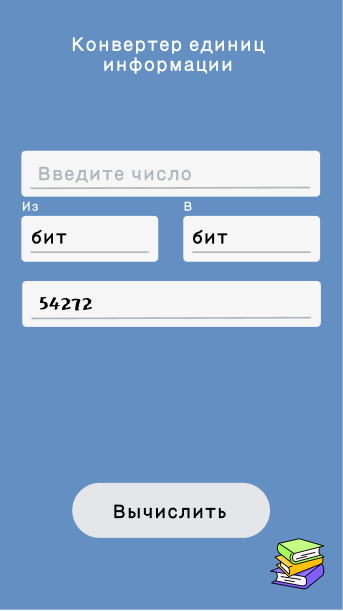 Конвертер единиц
информации
Введите число
Из В
бит бит
54272
Вычислить